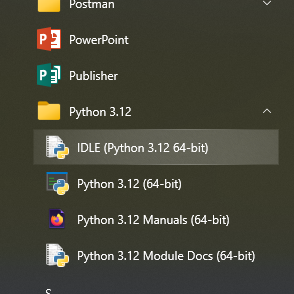 Postman
PowerPoint
Publisher
Python 3.12
IDLE (Python 3.12 64-bit)
Python 3.12 (64-bit)
Python 3.12 Manuals (64-bit)
Python 3.12 Module Docs (64-bit)
S